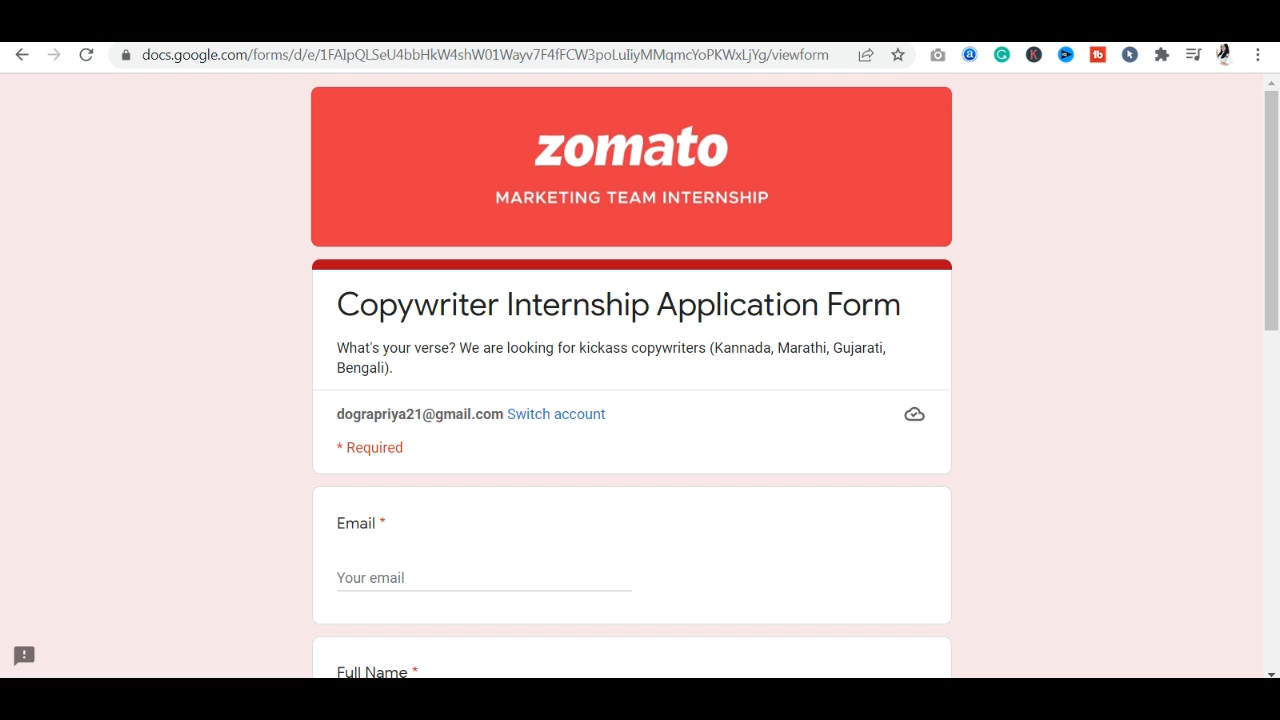 docs.google.com/forms/d/e/1FAIpQLSeU4bbHkW4shW01Wavv7F4fFCW3poLuIjyMMqmcYoPKWxLjYg/viewform
zomato
MARKETING TEAM INTERNSHIP
Copywriter Internship Application Form
What's your verse? We are looking for kickass copywriters (Kannada, Marathi, Gujarati,
Bengali).
dograpriya21@gmail.com Switch account
* Required
Email *
Your email
Full Name *